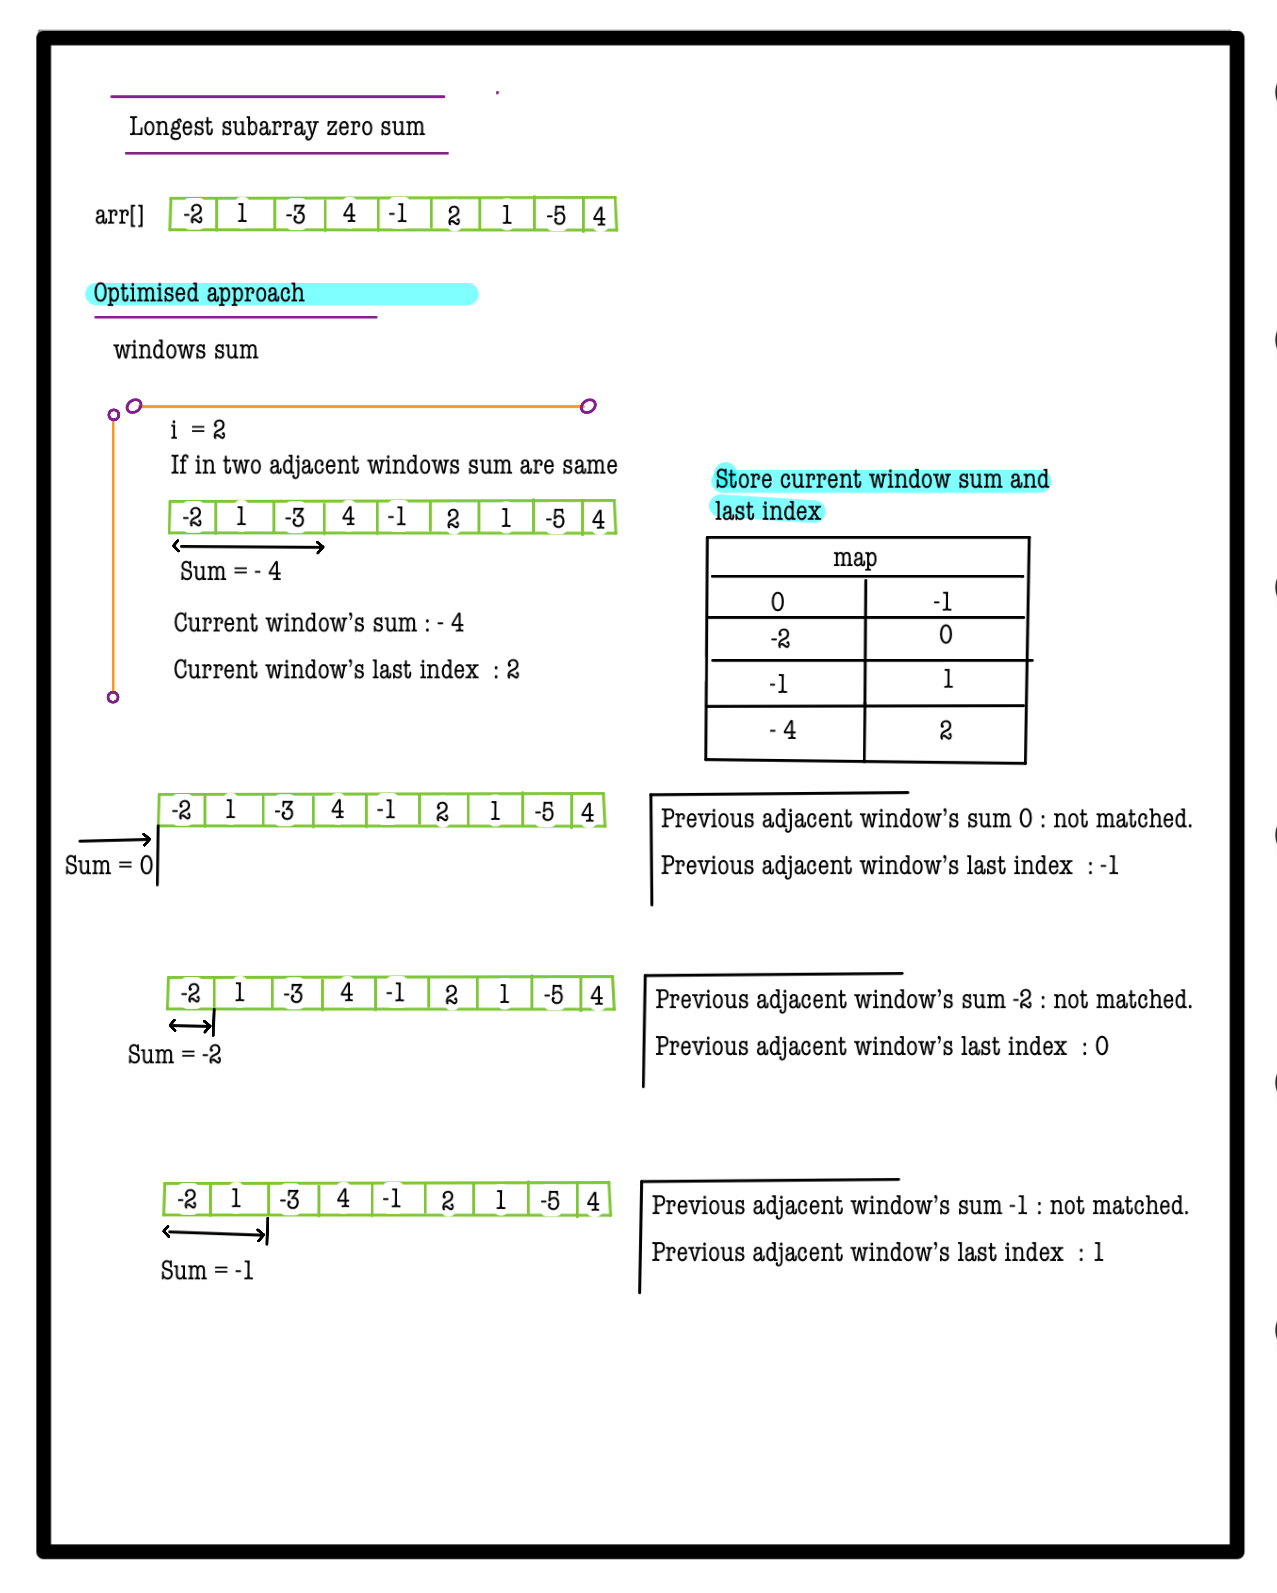 Longest subarray zero sum
arr[] -2 1 -3 4 -1 2 1 -5 4
Optimised approach
windows sum
i = 2
If in two adjacent windows sum are same
-2 1 -3 4 -1 2 1 -5 4
Sum = - 4
Current window's sum : - 4
Current window's last index : 2
Store current window sum and
last index
map
0 -1
-2 0
-1 1
- 4 2
-2 1 -3 4 -1 2 1 -5 4
Sum = 0
Previous adjacent window's sum 0 : not matched.
Previous adjacent window's last index : -1
-2 1 -3 4 -1 2 1 -5 4
Sum = -2
Previous adjacent window's sum -2 : not matched.
Previous adjacent window's last index : 0
-2 1 -3 4 -1 2 1 -5 4
Sum = -1
Previous adjacent window's sum -1 : not matched.
Previous adjacent window's last index : 1